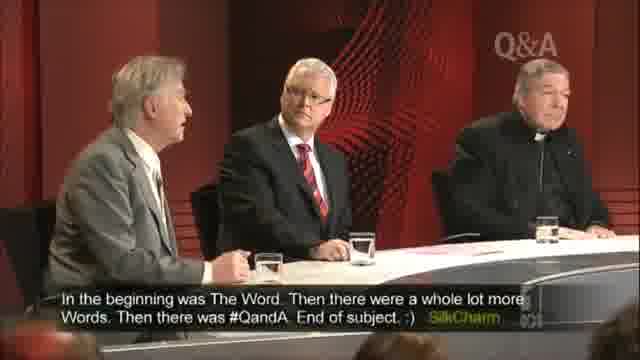 Q&A
In the beginning was The Word. Then there were a whole lot more
Words. Then there was #QandA. End of subject. :) SilkCharm